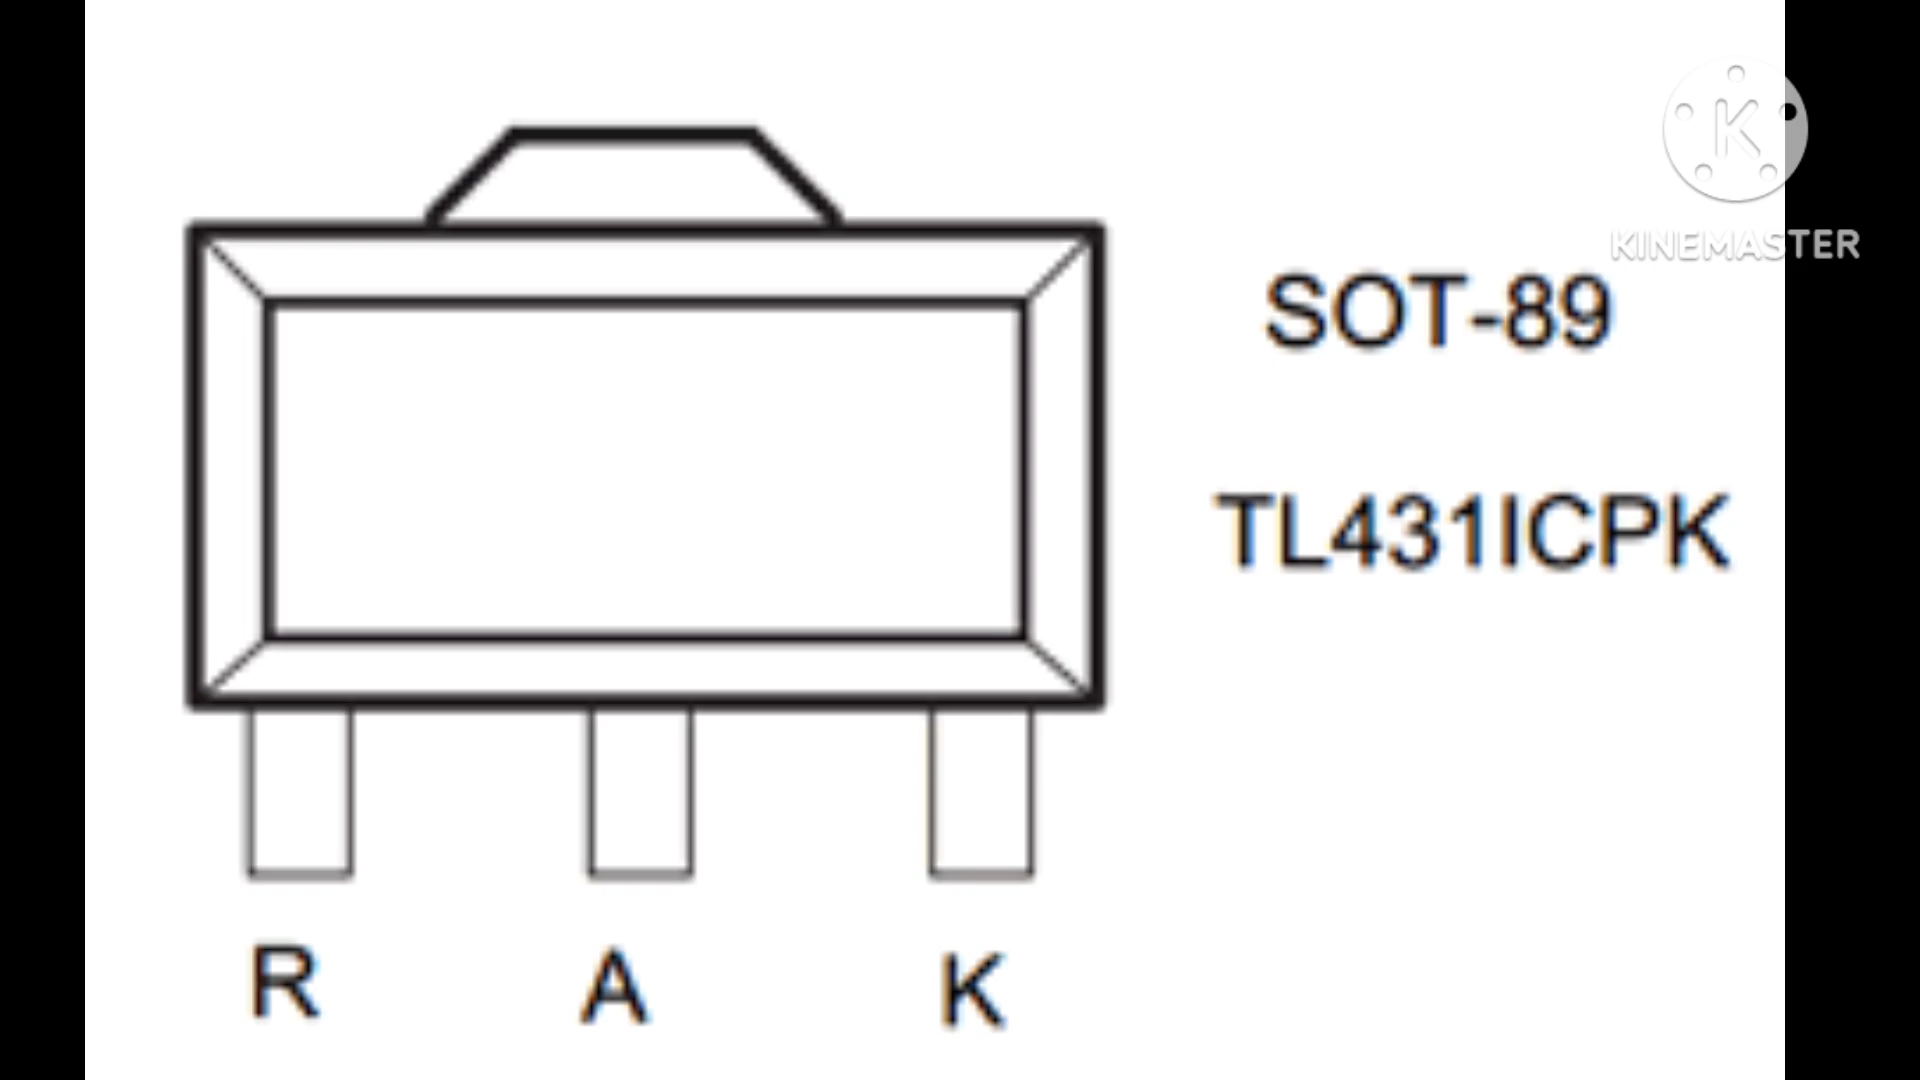 K
KINEMASTER
SOT-89
TL431ICPK
R A K